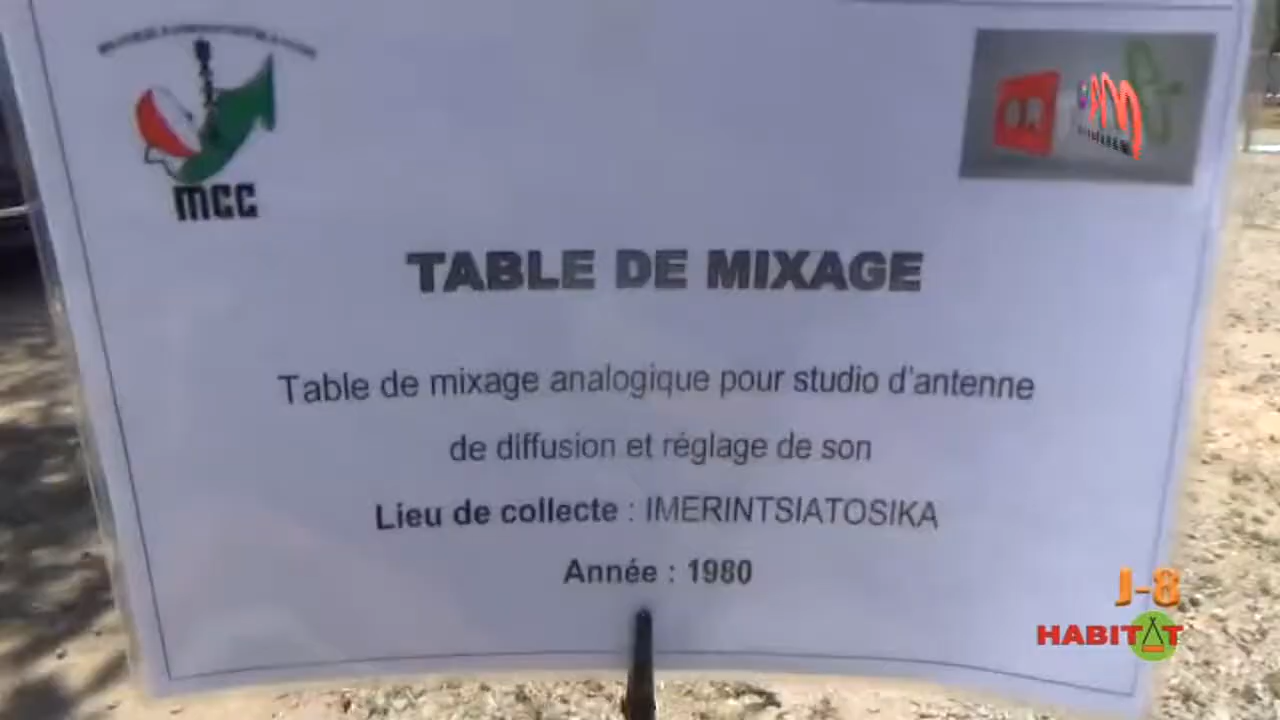 MCC
TABLE DE MIXAGE
Table de mixage analogique pour studio d'antenne
de diffusion et réglage de son
Lieu de collecte : IMERINTSIATOSIKA
Année : 1980
J-8
HABITAT